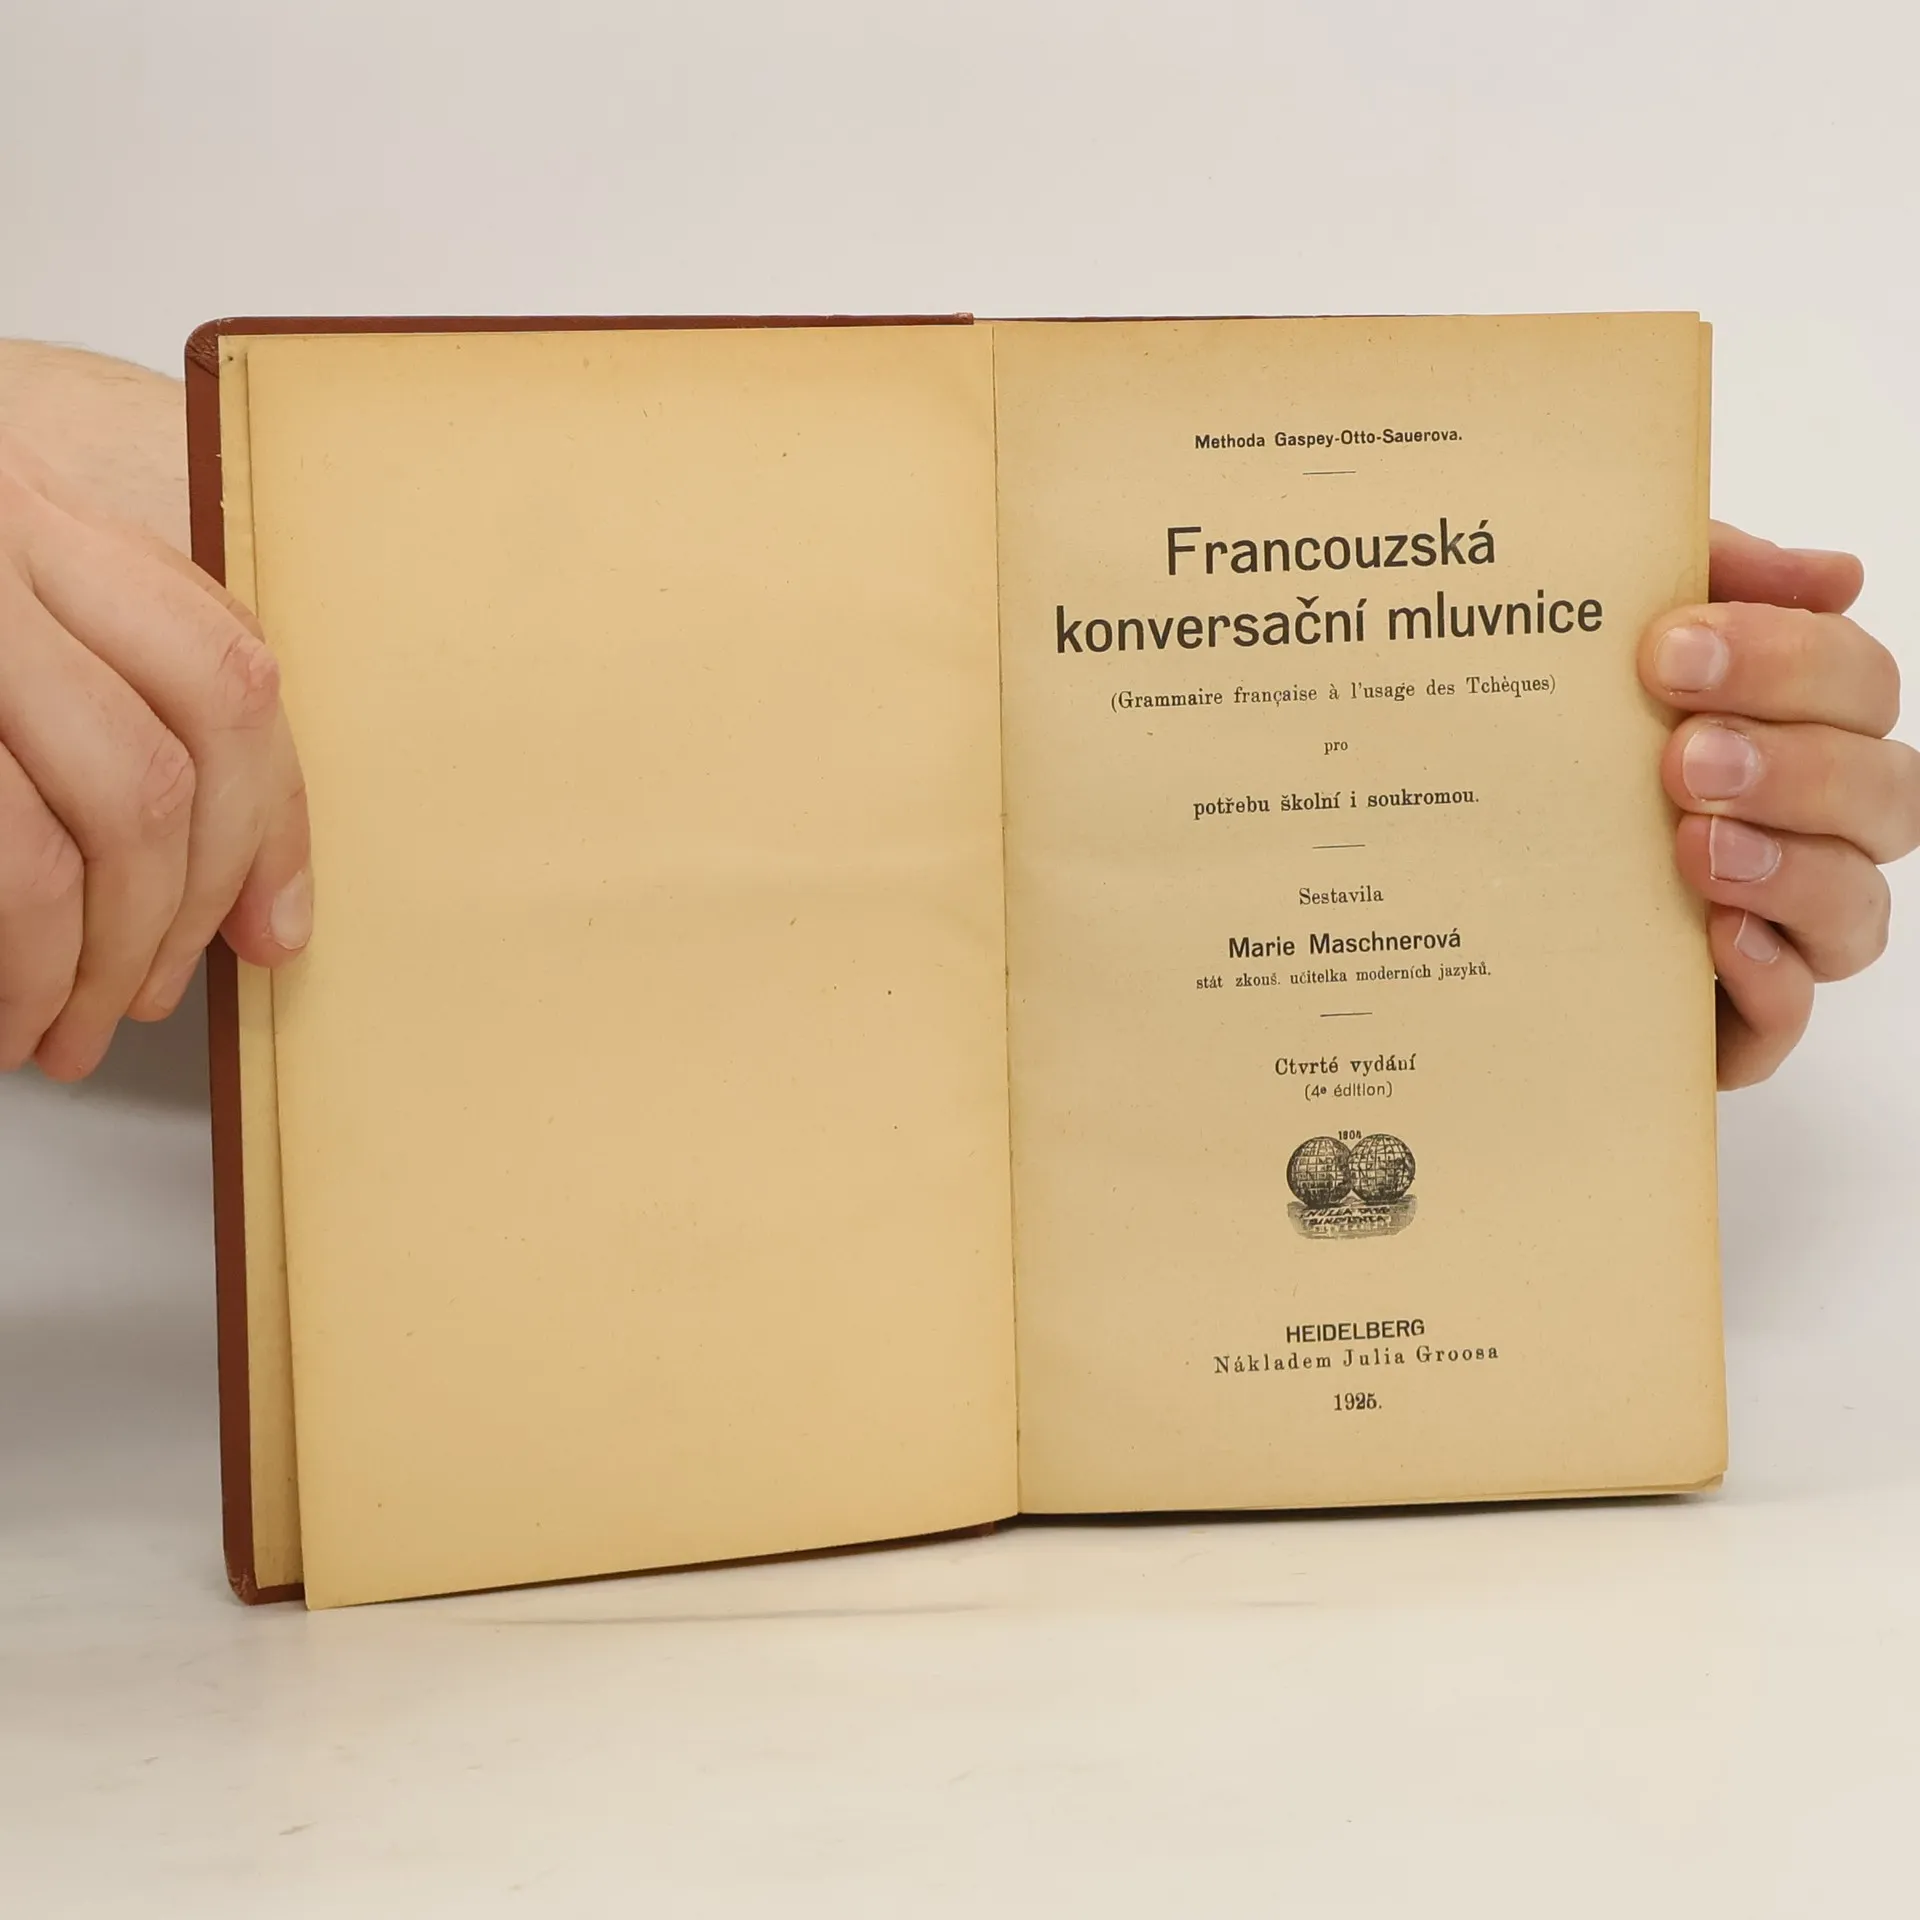 Methoda Gaspey-Otto-Sauerova.
Francouzská
konversační mluvnice
(Grammaire française à l'usage des Tchèques)
pro
potřebu školní i soukromou.
Sestavila
Marie Maschnerová
stát zkouš. učitelka moderních jazyků.
Ctvrté vydání
(4e édition)
1804
HEIDELBERG
Nákladem Julia Groosa
1925.